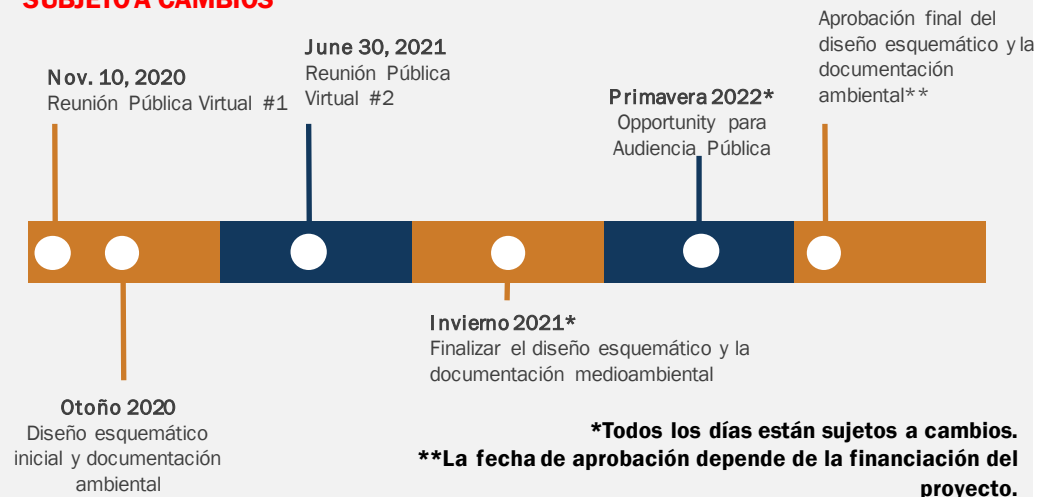 SUBJETO A CAMBIOS
Nov. 10, 2020
Reunión Pública Virtual #1
June 30, 2021
Reunión Pública
Virtual #2
Primavera 2022*
Opportunity para
Audiencia Pública
Aprobación final del
diseño esquemático y la
documentación
ambiental**
Otoño 2020
Diseño esquemático
inicial y documentación
ambiental
Invierno 2021*
Finalizar el diseño esquemático y la
documentación medioambiental
*Todos los días están sujetos a cambios.
**La fecha de aprobación depende de la financiación del
proyecto.